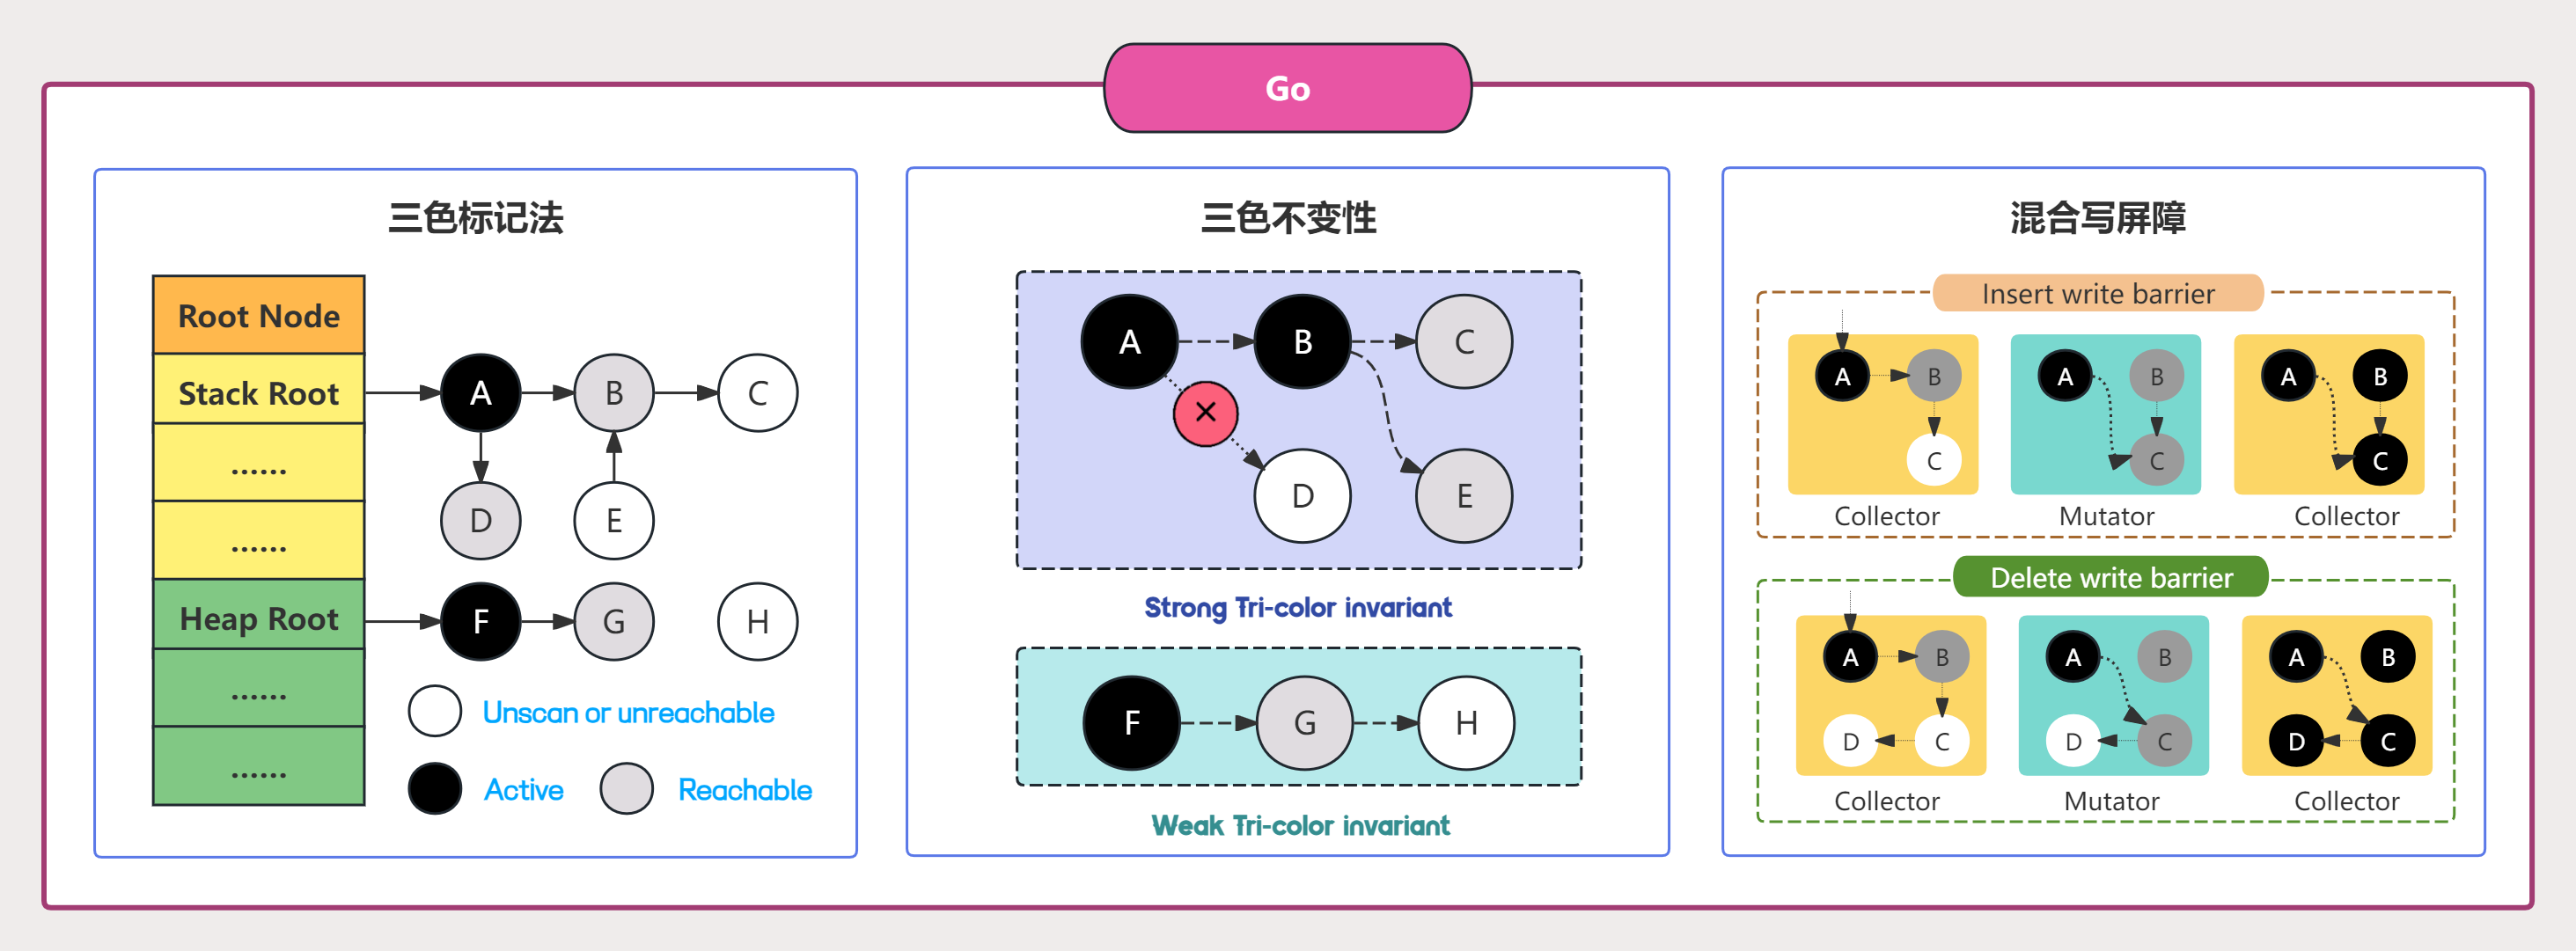 Go
三色标记法
Root Node
Stack Root
A
B
C
......
D
E
......
Heap Root
F
G
H
......
Unscan or unreachable
......
Active
Reachable
三色不变性
A
B
C
×
D
E
Strong Tri-color invariant
F
G
H
Weak Tri-color invariant
混合写屏障
Insert write barrier
A
B
C
Collector
A
B
C
Mutator
A
B
C
Collector
Delete write barrier
A
B
D
C
Collector
A
B
D
C
Mutator
A
B
D
C
Collector